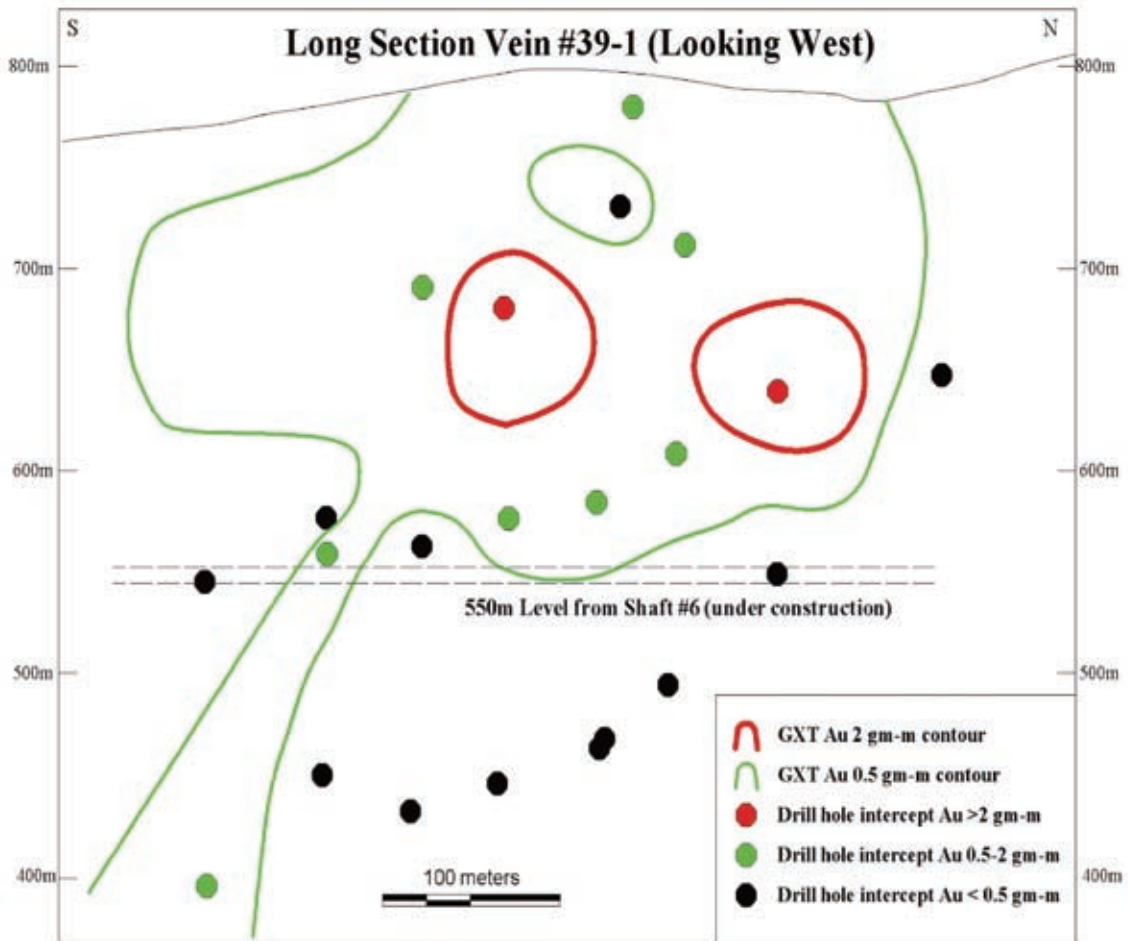 S
N
Long Section Vein #39-1 (Looking West)
800m
800m
700m
700m
600m
600m
550m Level from Shaft #6 (under construction)
500m
500m
GXT Au 2 gm-m contour
GXT Au 0.5 gm-m contour
Drill hole intercept Au >2 gm-m
Drill hole intercept Au 0.5-2 gm-m
Drill hole intercept Au < 0.5 gm-m
400m
400m
100 meters